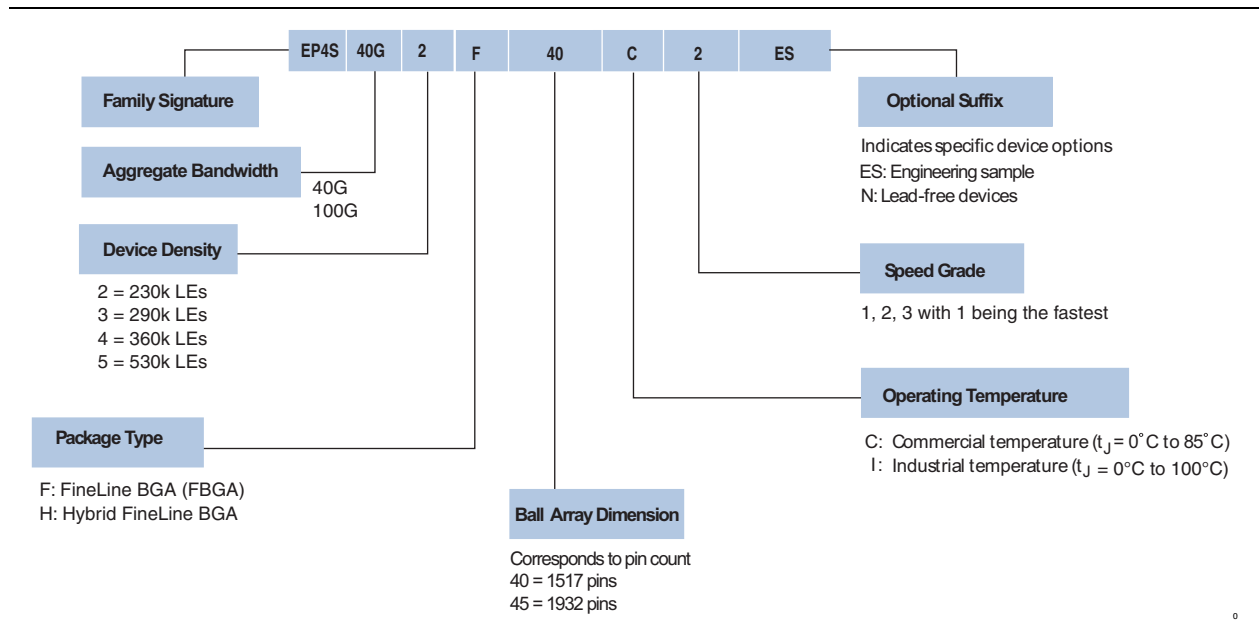 EP4S 40G 2 F 40 C 2 ES
Family Signature
Optional Suffix
Indicates specific device options
ES: Engineering sample
N: Lead-free devices
Aggregate Bandwidth
40G
100G
Device Density
2 = 230k LEs
3 = 290k LEs
4 = 360k LEs
5 = 530k LEs
Speed Grade
1, 2, 3 with 1 being the fastest
Operating Temperature
C: Commercial temperature (tJ = 0°C to 85°C)
I: Industrial temperature (tJ = 0°C to 100°C)
Package Type
F: FineLine BGA (FBGA)
H: Hybrid FineLine BGA
Ball Array Dimension
Corresponds to pin count
40 = 1517 pins
45 = 1932 pins
0